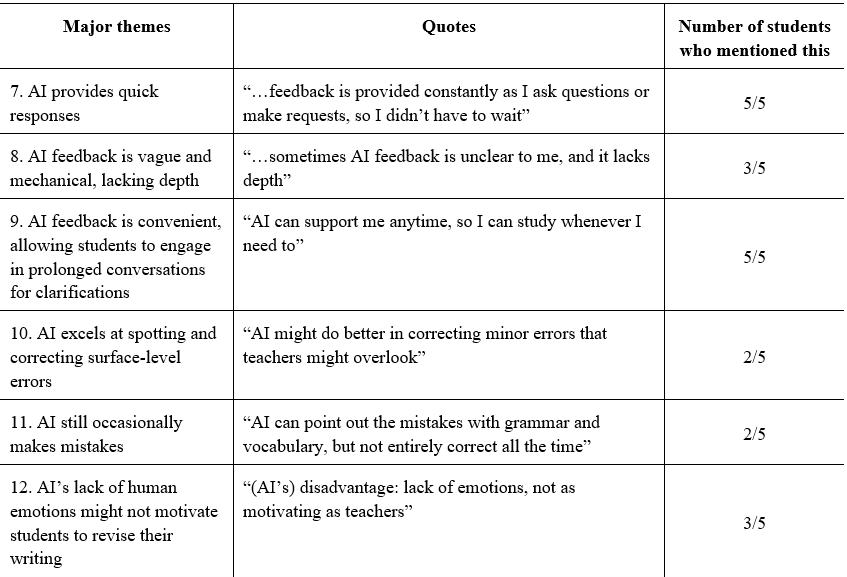 Major themes
Quotes
Number of students
who mentioned this
7. AI provides quick
responses
“…feedback is provided constantly as I ask questions or
make requests, so I didn’t have to wait”
5/5
8. AI feedback is vague and
mechanical, lacking depth
“…sometimes AI feedback is unclear to me, and it lacks
depth”
3/5
9. AI feedback is convenient,
allowing students to engage
in prolonged conversations
for clarifications
“AI can support me anytime, so I can study whenever I
need to”
5/5
10. AI excels at spotting and
correcting surface-level
errors
“AI might do better in correcting minor errors that
teachers might overlook”
2/5
11. AI still occasionally
makes mistakes
“AI can point out the mistakes with grammar and
vocabulary, but not entirely correct all the time”
2/5
12. AI’s lack of human
emotions might not motivate
students to revise their
writing
“(AI’s) disadvantage: lack of emotions, not as
motivating as teachers”
3/5